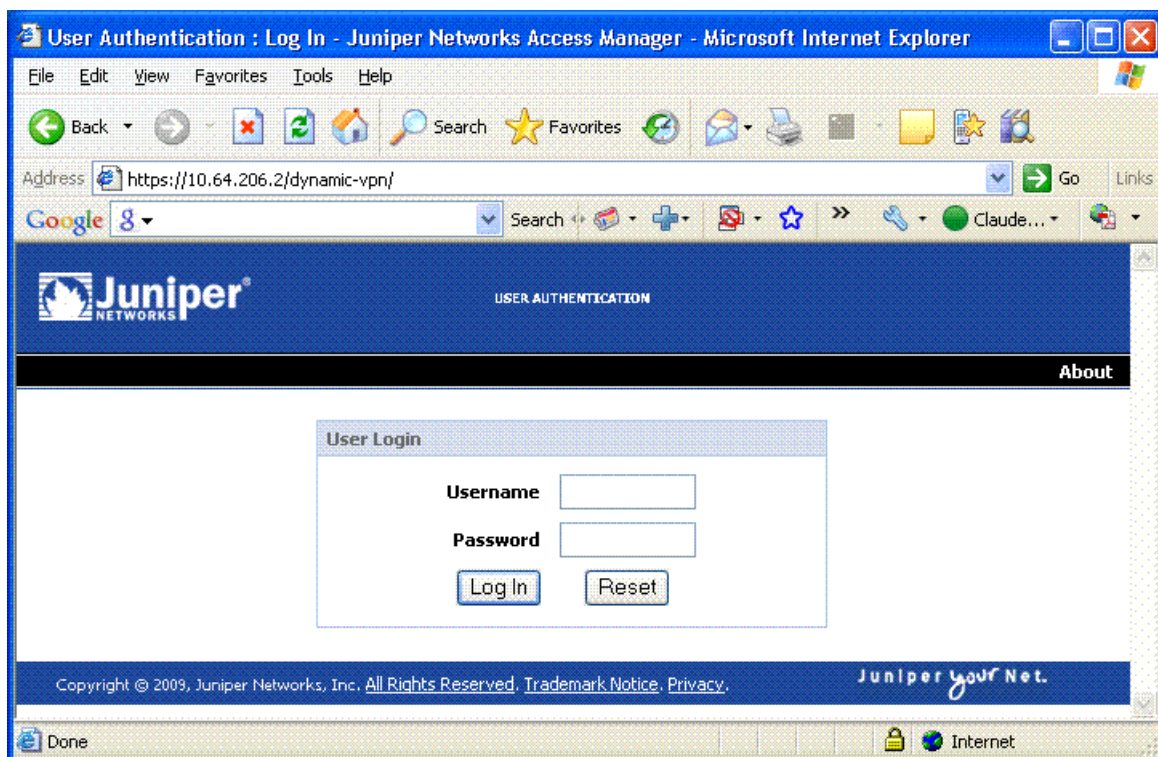 User Authentication : Log In - Juniper Networks Access Manager - Microsoft Internet Explorer
File Edit View Favorites Tools Help
Back Search Favorites
Address https://10.64.206.2/dynamic-vpn/ Go Links
Google 8 Search » Claude...
Juniper®
NETWORKS
USER AUTHENTICATION
About
User Login
Username
Password
Log In Reset
Copyright © 2009, Juniper Networks, Inc. All Rights Reserved. Trademark Notice. Privacy.
Juniper your Net.
Done Internet